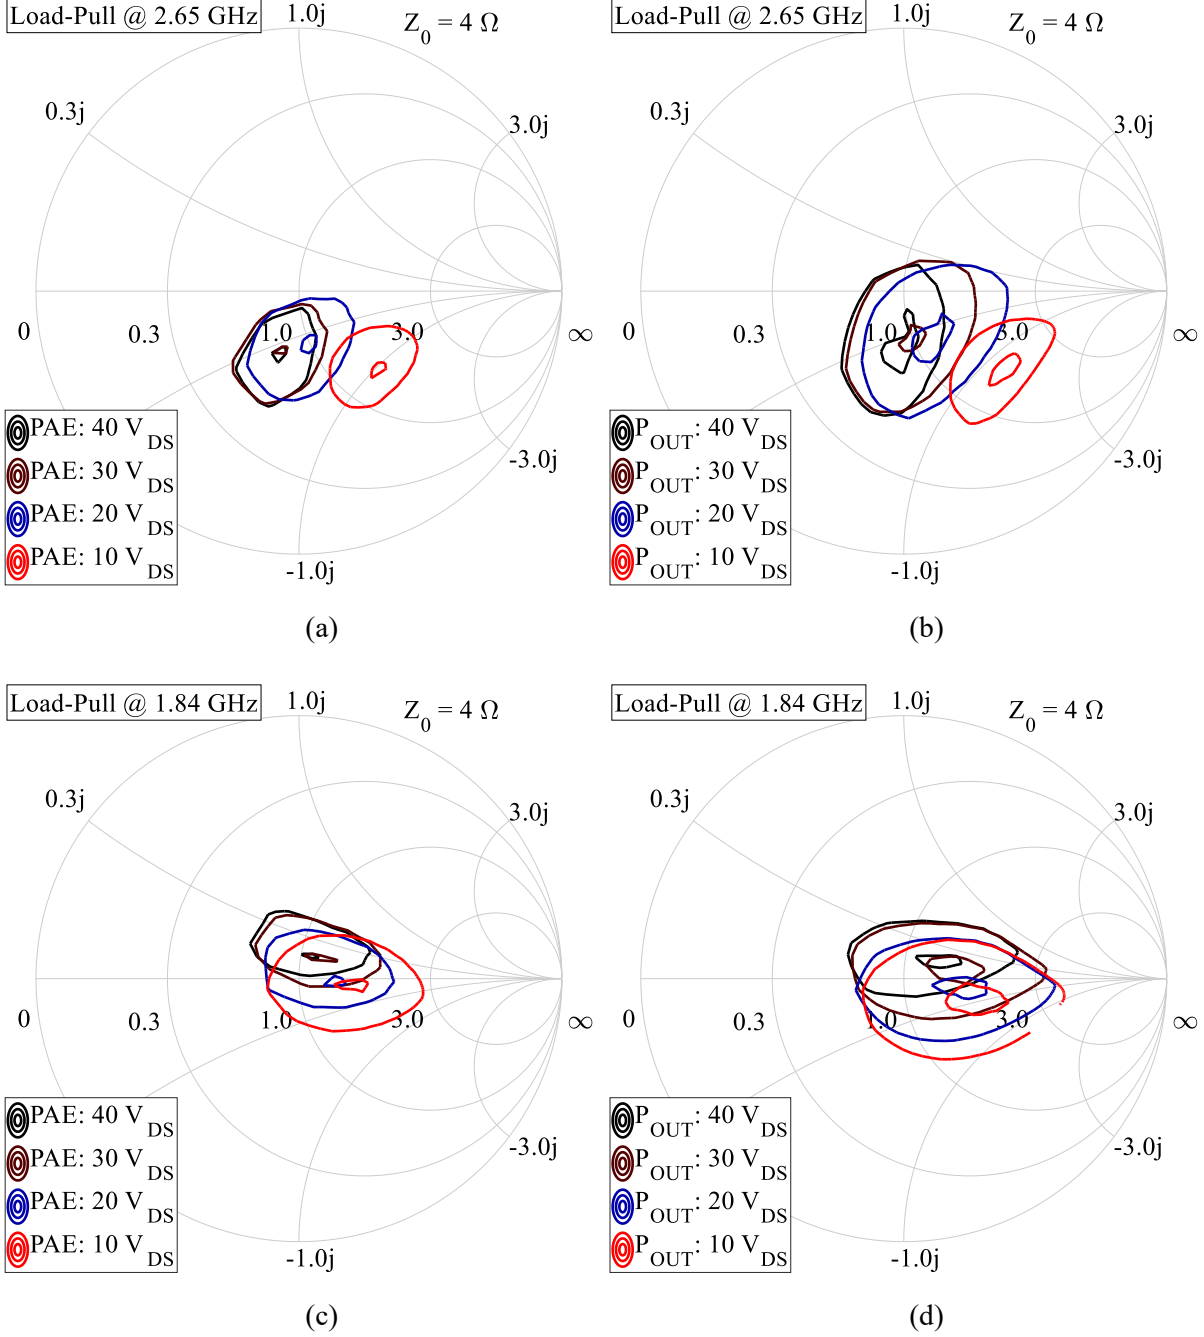 Load-Pull @ 2.65 GHz
1.0j
Z0 = 4 Ω
0.3j
3.0j
0
0.3
1.0
3.0
∞
-3.0j
-1.0j
PAE: 40 VDS
PAE: 30 VDS
PAE: 20 VDS
PAE: 10 VDS
(a)
Load-Pull @ 2.65 GHz
1.0j
Z0 = 4 Ω
0.3j
3.0j
0
0.3
1.0
3.0
∞
-3.0j
-1.0j
POUT: 40 VDS
POUT: 30 VDS
POUT: 20 VDS
POUT: 10 VDS
(b)
Load-Pull @ 1.84 GHz
1.0j
Z0 = 4 Ω
0.3j
3.0j
0
0.3
1.0
3.0
∞
-3.0j
-1.0j
PAE: 40 VDS
PAE: 30 VDS
PAE: 20 VDS
PAE: 10 VDS
(c)
Load-Pull @ 1.84 GHz
1.0j
Z0 = 4 Ω
0.3j
3.0j
0
0.3
1.0
3.0
∞
-3.0j
-1.0j
POUT: 40 VDS
POUT: 30 VDS
POUT: 20 VDS
POUT: 10 VDS
(d)